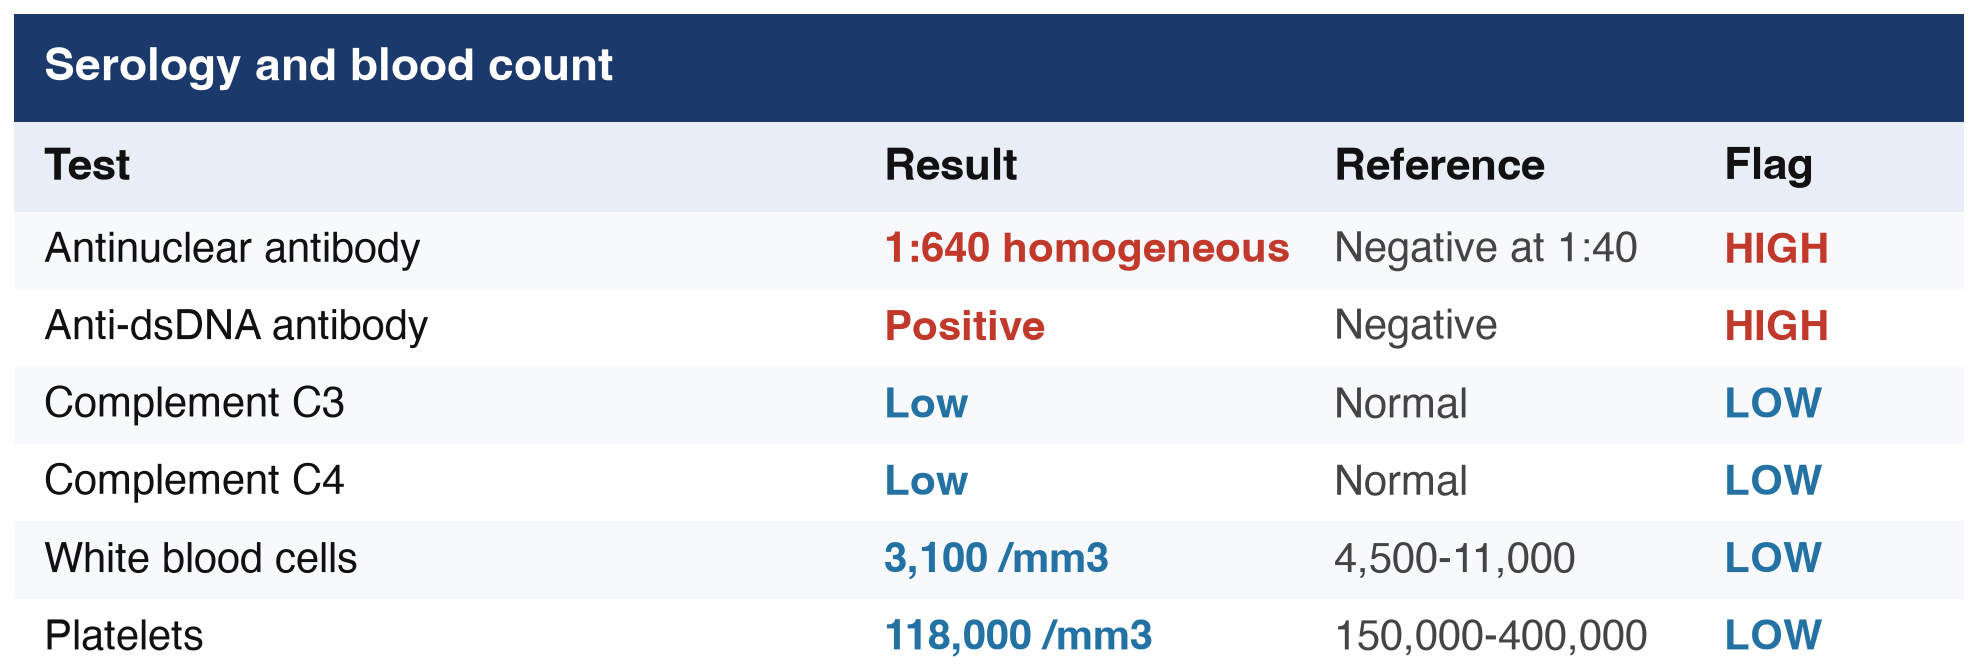 Serology and blood count
Test Result Reference Flag
Antinuclear antibody 1:640 homogeneous Negative at 1:40 HIGH
Anti-dsDNA antibody Positive Negative HIGH
Complement C3 Low Normal LOW
Complement C4 Low Normal LOW
White blood cells 3,100 /mm3 4,500-11,000 LOW
Platelets 118,000 /mm3 150,000-400,000 LOW